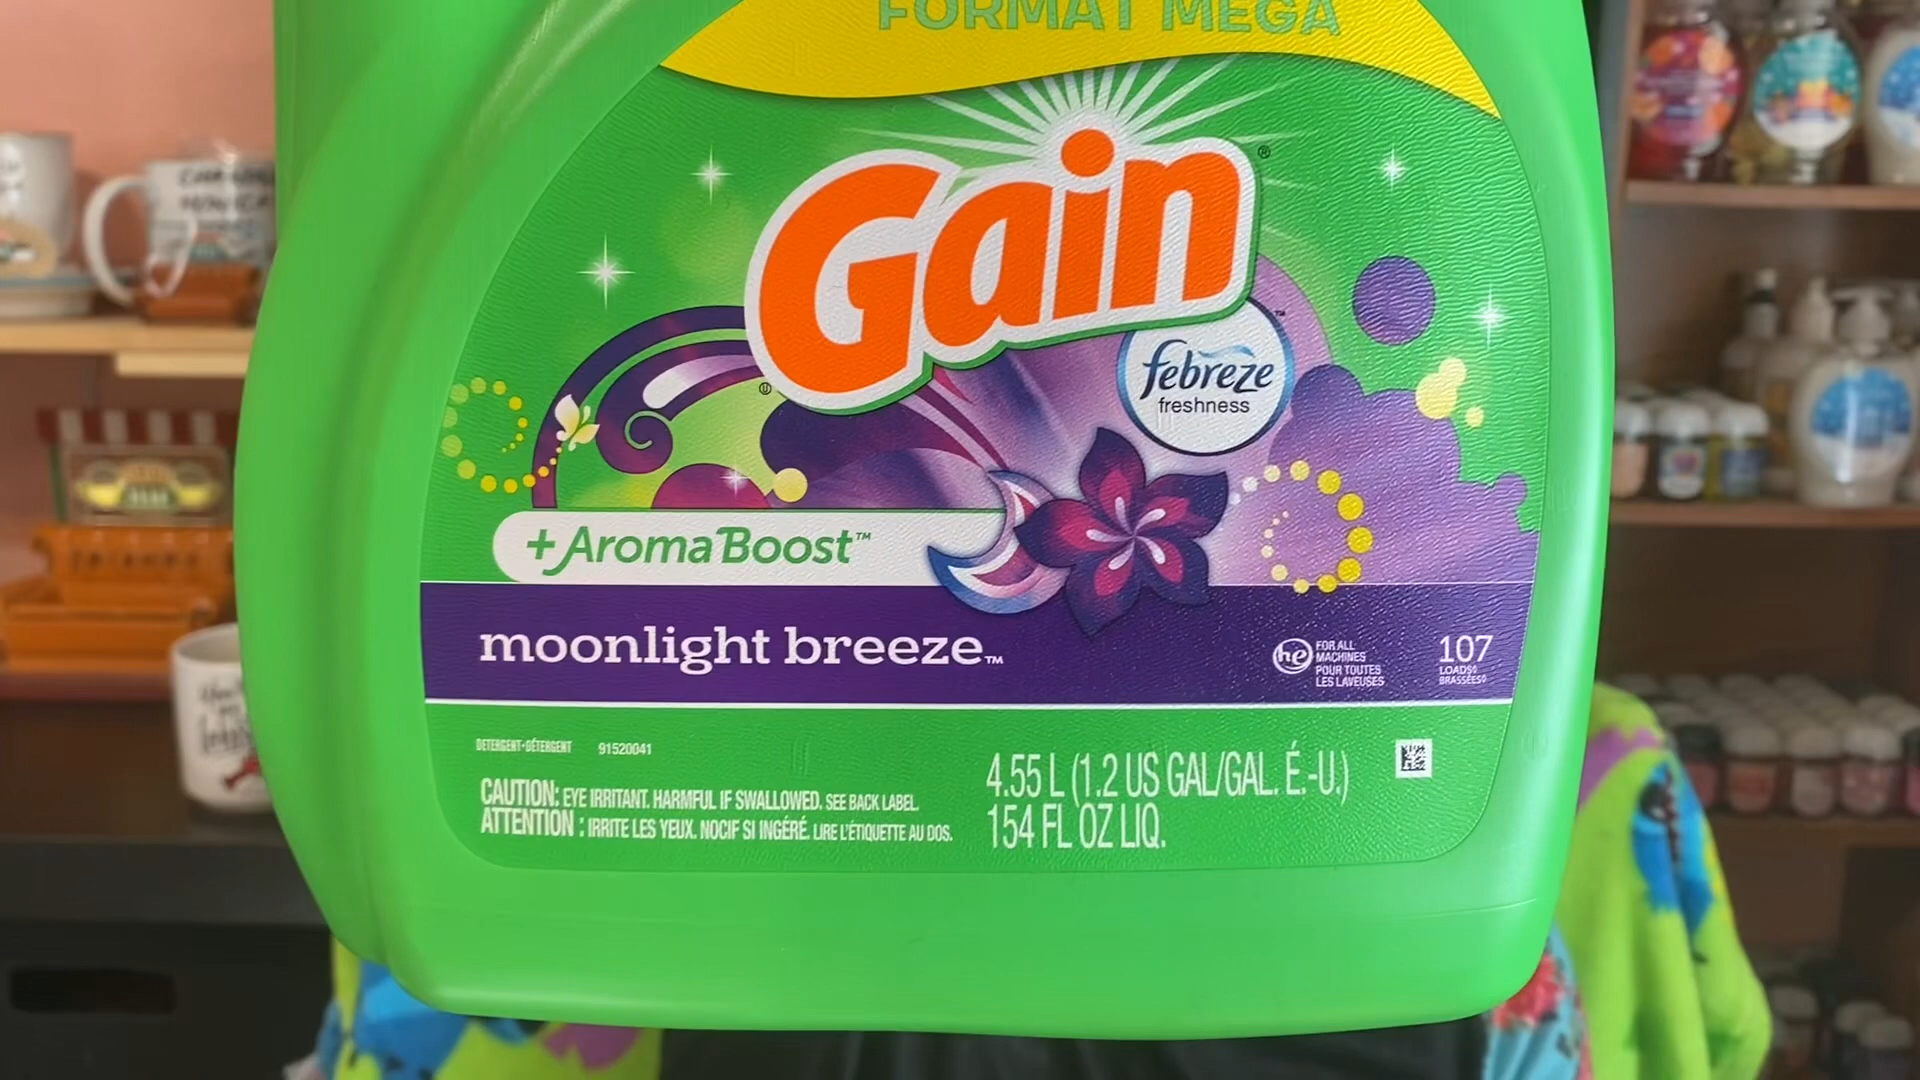 FORMAT MEGA
Gain®
febreze™
freshness
+AromaBoost™
moonlight breeze™
he
FOR ALL
MACHINES
POUR TOUTES
LES LAVEUSES
107
LOADS◊
BRASSÉES◊
DETERGENT•DÉTERGENT 91520041
CAUTION: EYE IRRITANT. HARMFUL IF SWALLOWED. SEE BACK LABEL.
ATTENTION : IRRITE LES YEUX. NOCIF SI INGÉRÉ. LIRE L'ÉTIQUETTE AU DOS.
4.55 L (1.2 US GAL/GAL. É.-U.)
154 FL OZ LIQ.